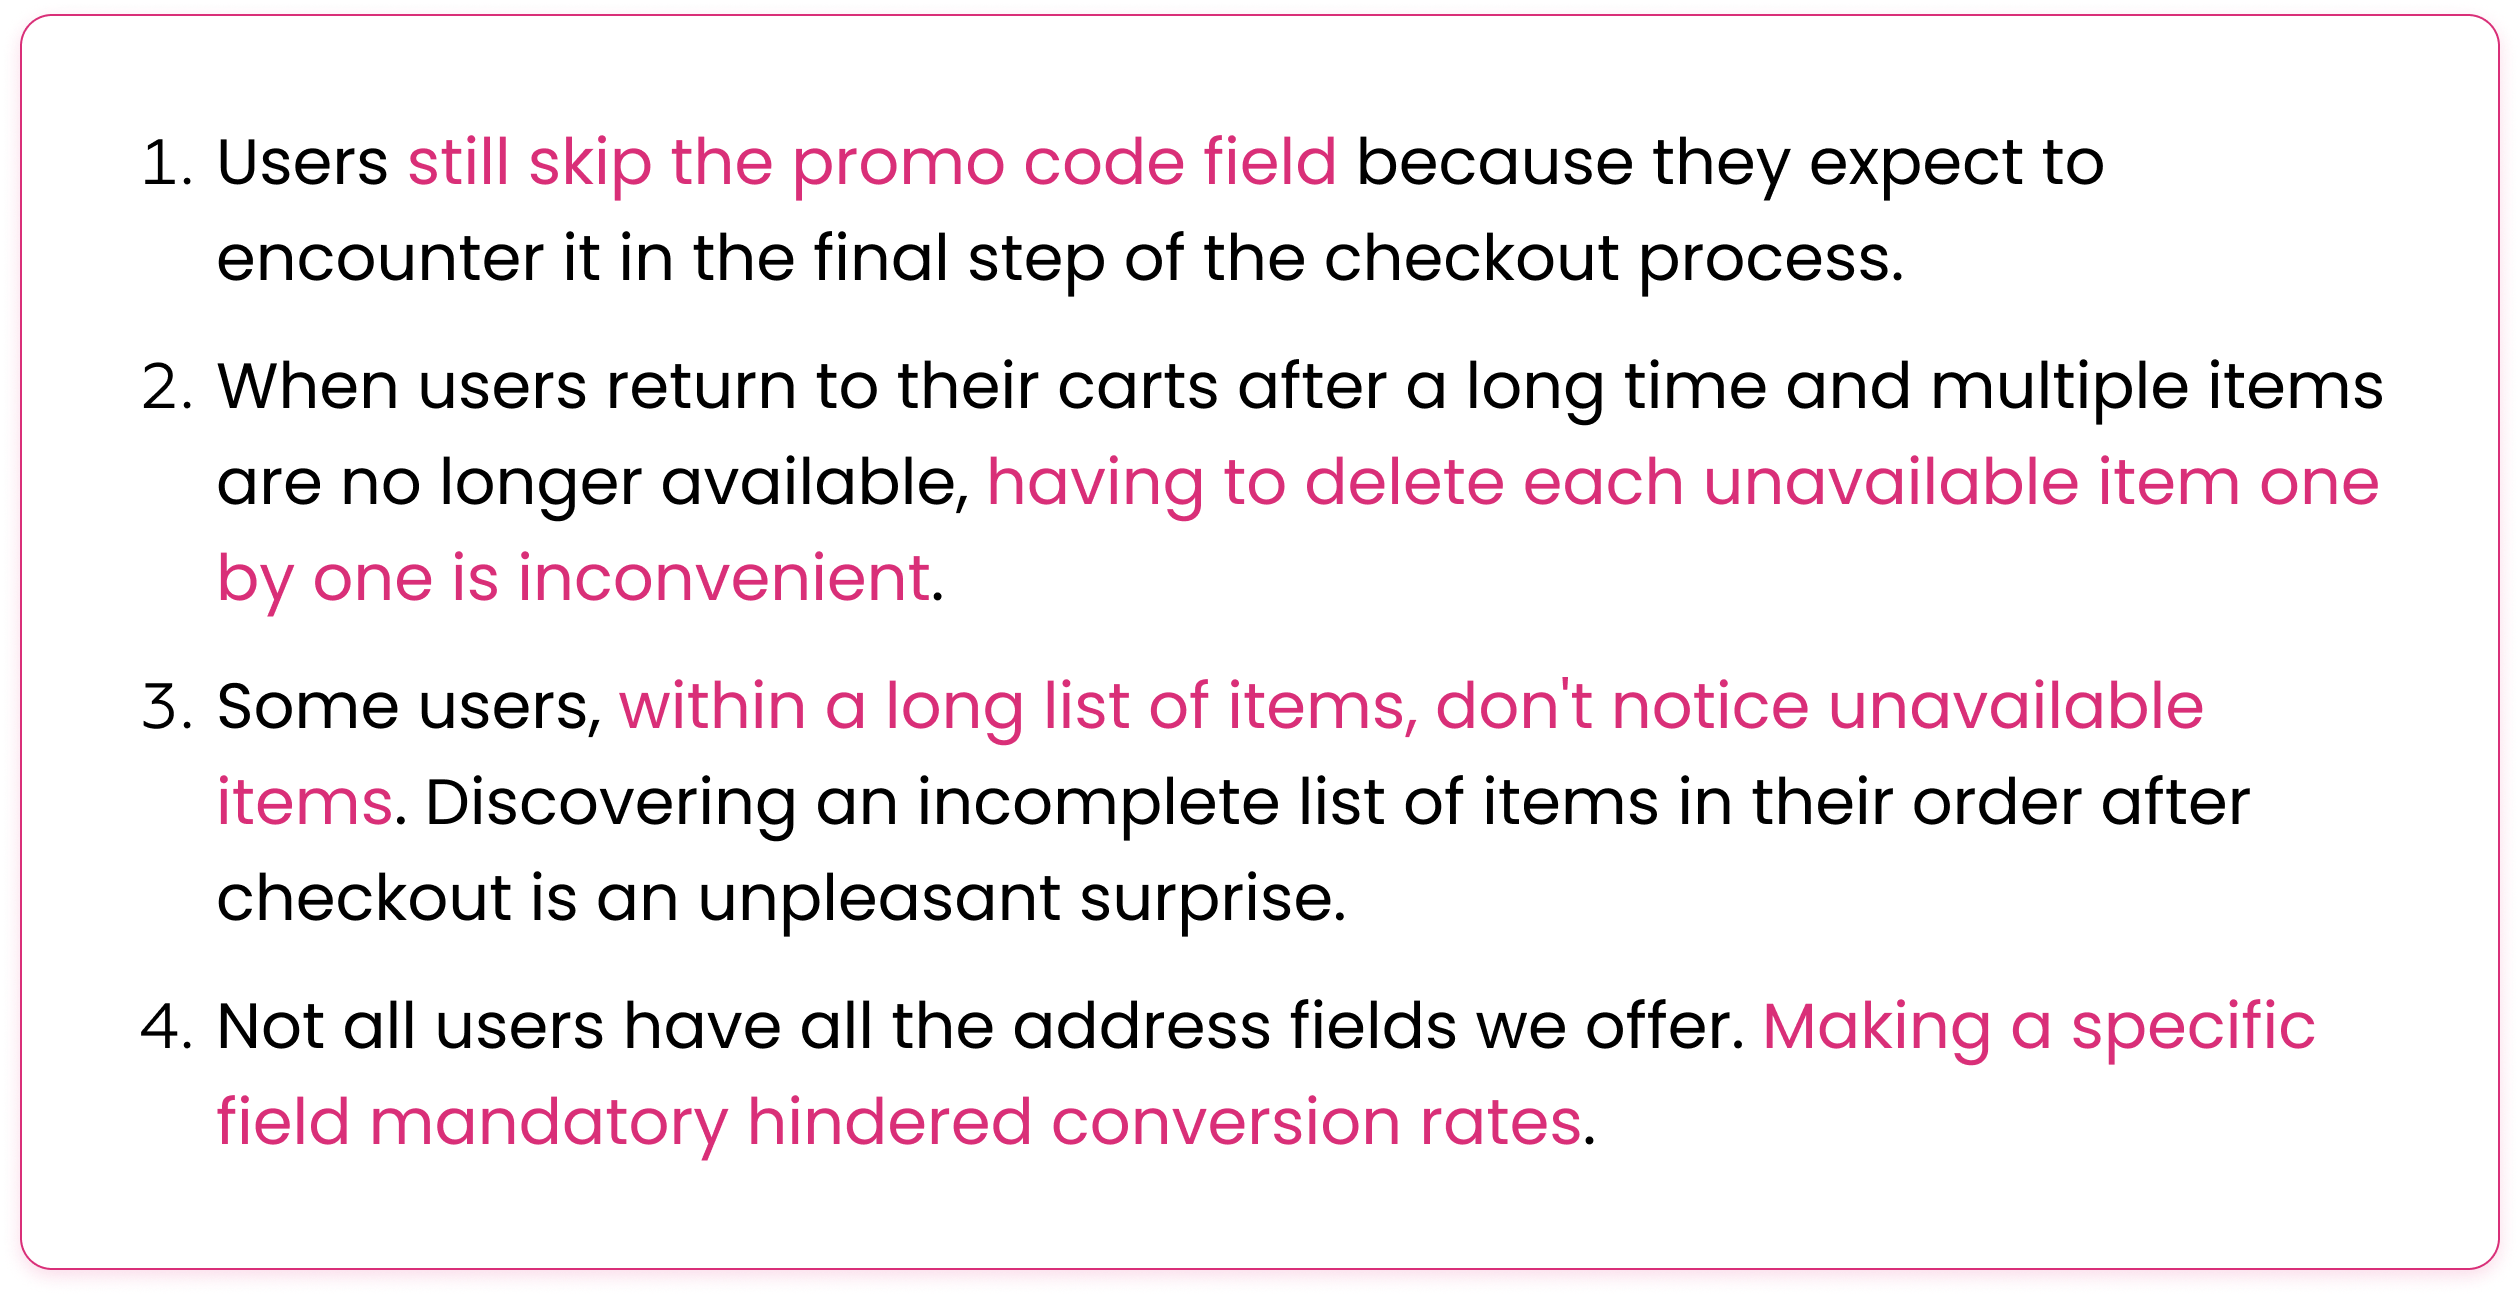 1. Users still skip the promo code field because they expect to
encounter it in the final step of the checkout process.
2. When users return to their carts after a long time and multiple items
are no longer available, having to delete each unavailable item one
by one is inconvenient.
3. Some users, within a long list of items, don't notice unavailable
items. Discovering an incomplete list of items in their order after
checkout is an unpleasant surprise.
4. Not all users have all the address fields we offer. Making a specific
field mandatory hindered conversion rates.